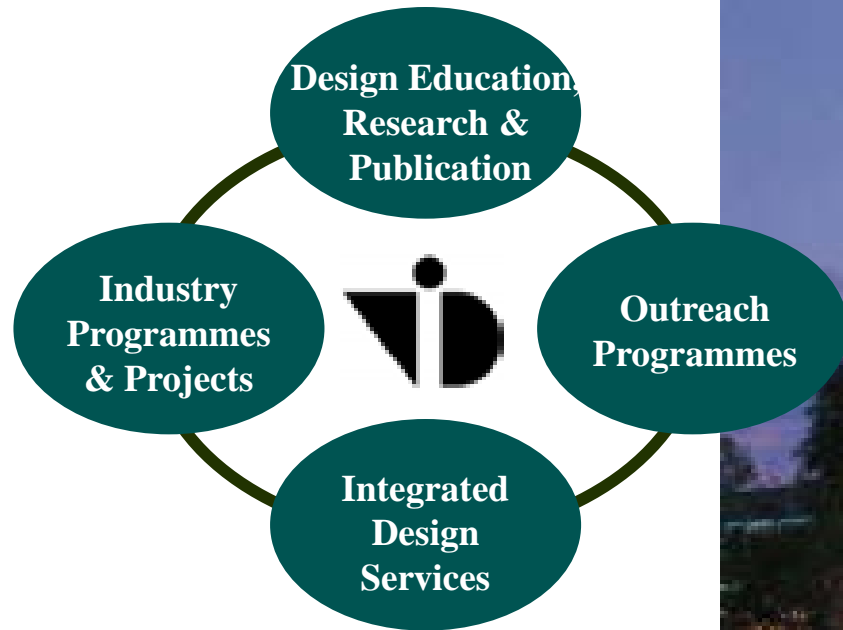 Design Education,
Research &
Publication
Industry
Programmes
& Projects
Outreach
Programmes
Integrated
Design
Services